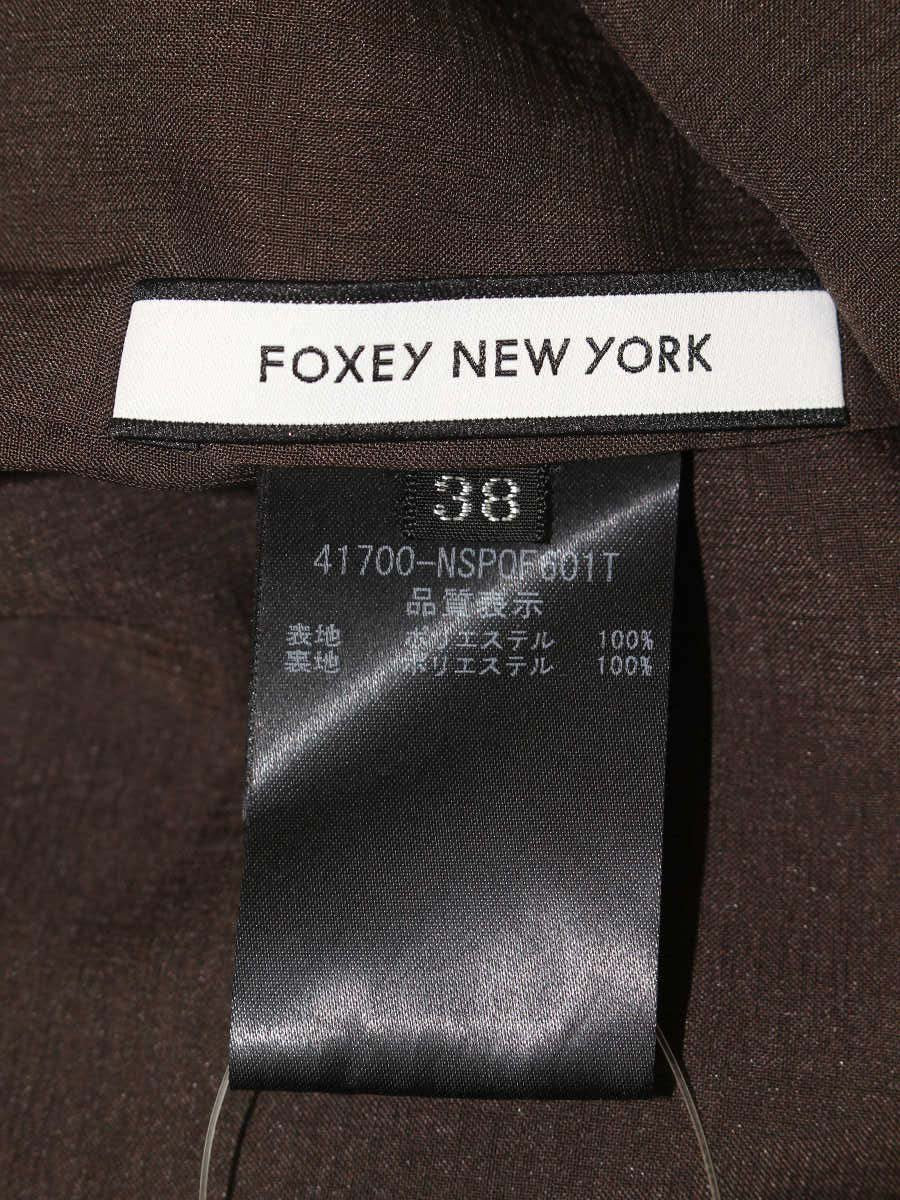 FOXEY NEW YORK
38
41700-NSPOF601T
品質表示
表地 ポリエステル 100%
裏地 ポリエステル 100%